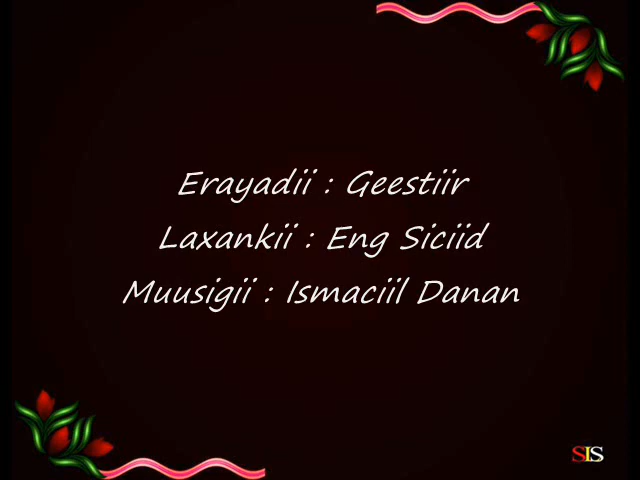 Erayadii : Geestiir
Laxankii : Eng Siciid
Muusigii : Ismaciil Danan
SIS